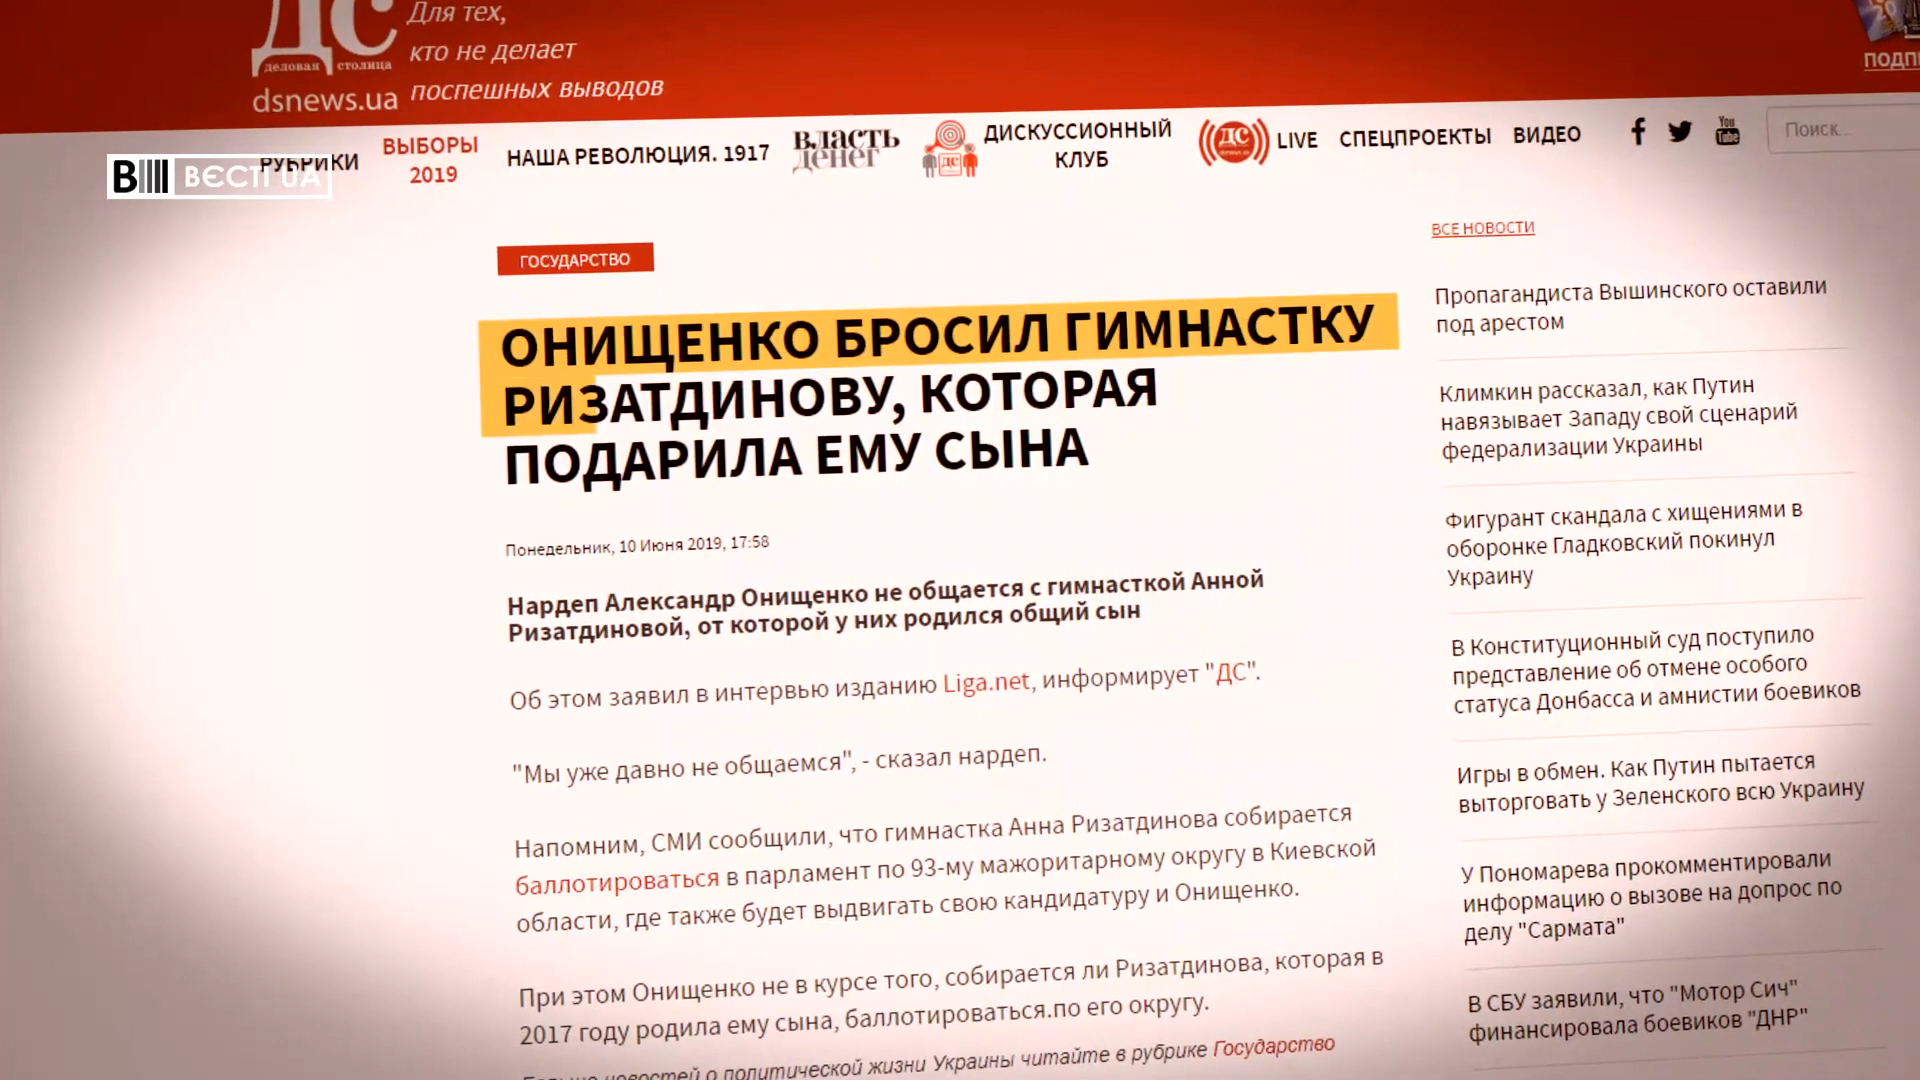 Для тех,
ДС
кто не делает
деловая столица
поспешных выводов
dsnews.ua
ПОДП
РУБРИКИ
ВЫБОРЫ
2019
НАША РЕВОЛЮЦИЯ. 1917
ВЛАСТЬ
ДЕНЕГ
ДС
ДИСКУССИОННЫЙ
КЛУБ
ДС
LIVE
СПЕЦПРОЕКТЫ
ВИДЕО
You
Tube
Поиск...
В ВЄСТІ UA
ГОСУДАРСТВО
ОНИЩЕНКО БРОСИЛ ГИМНАСТКУ
РИЗАТДИНОВУ, КОТОРАЯ
ПОДАРИЛА ЕМУ СЫНА
Понедельник, 10 Июня 2019, 17:58
Нардеп Александр Онищенко не общается с гимнасткой Анной
Ризатдиновой, от которой у них родился общий сын
Об этом заявил в интервью изданию Liga.net, информирует "ДС".
"Мы уже давно не общаемся", - сказал нардеп.
Напомним, СМИ сообщили, что гимнастка Анна Ризатдинова собирается
баллотироваться в парламент по 93-му мажоритарному округу в Киевской
области, где также будет выдвигать свою кандидатуру и Онищенко.
При этом Онищенко не в курсе того, собирается ли Ризатдинова, которая в
2017 году родила ему сына, баллотироваться.по его округу.
Больше новостей о политической жизни Украины читайте в рубрике Государство
ВСЕ НОВОСТИ
Пропагандиста Вышинского оставили
под арестом
Климкин рассказал, как Путин
навязывает Западу свой сценарий
федерализации Украины
Фигурант скандала с хищениями в
оборонке Гладковский покинул
Украину
В Конституционный суд поступило
представление об отмене особого
статуса Донбасса и амнистии боевиков
Игры в обмен. Как Путин пытается
выторговать у Зеленского всю Украину
У Пономарева прокомментировали
информацию о вызове на допрос по
делу "Сармата"
В СБУ заявили, что "Мотор Сич"
финансировала боевиков "ДНР"